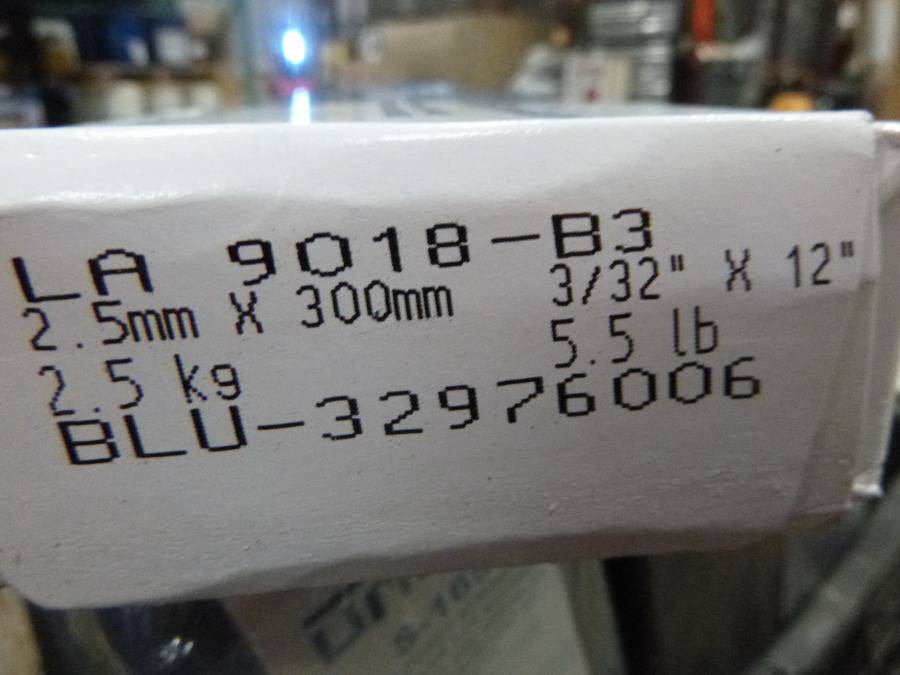 LA 9018-B3
2.5mm X 300mm 3/32" X 12"
2.5 kg 5.5 lb
BLU-32976006